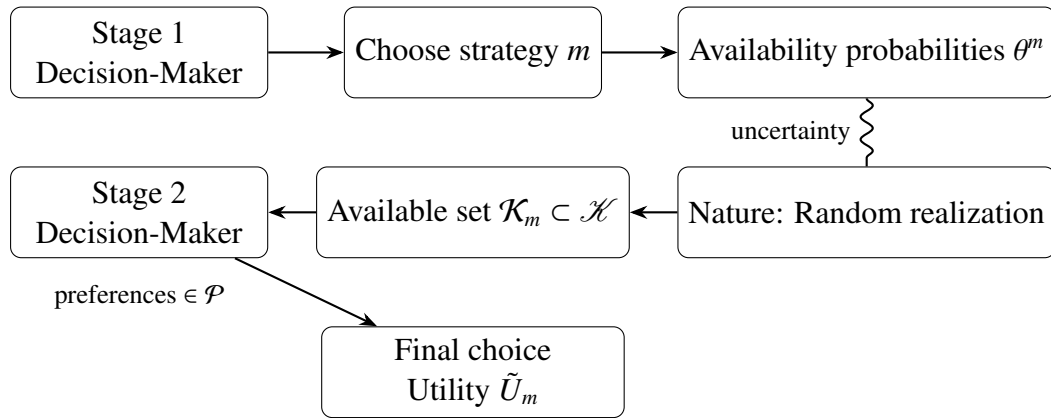 Stage 1
Decision-Maker
Choose strategy m
Availability probabilities θ^m
uncertainty
Stage 2
Decision-Maker
Available set 𝒦_m ⊂ 𝒦
Nature: Random realization
preferences ∈ 𝒫
Final choice
Utility Ũ_m